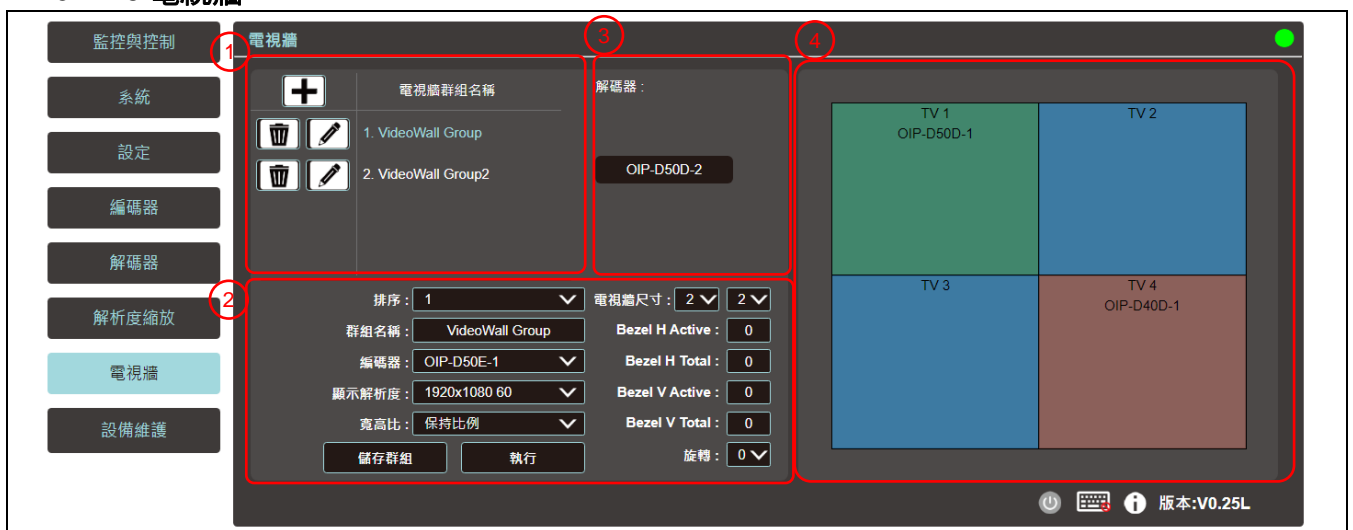 監控與控制
系統
設定
編碼器
解碼器
解析度縮放
電視牆
設備維護
電視牆
1
電視牆群組名稱
1. VideoWall Group
2. VideoWall Group2
3
解碼器 :
OIP-D50D-2
2
排序 : 1
群組名稱 : VideoWall Group
編碼器 : OIP-D50E-1
顯示解析度 : 1920x1080 60
寬高比 : 保持比例
儲存群組 執行
電視牆尺寸 : 2 2
Bezel H Active : 0
Bezel H Total : 0
Bezel V Active : 0
Bezel V Total : 0
旋轉 : 0
4
TV 1
OIP-D50D-1
TV 2
TV 3
TV 4
OIP-D40D-1
版本:V0.25L